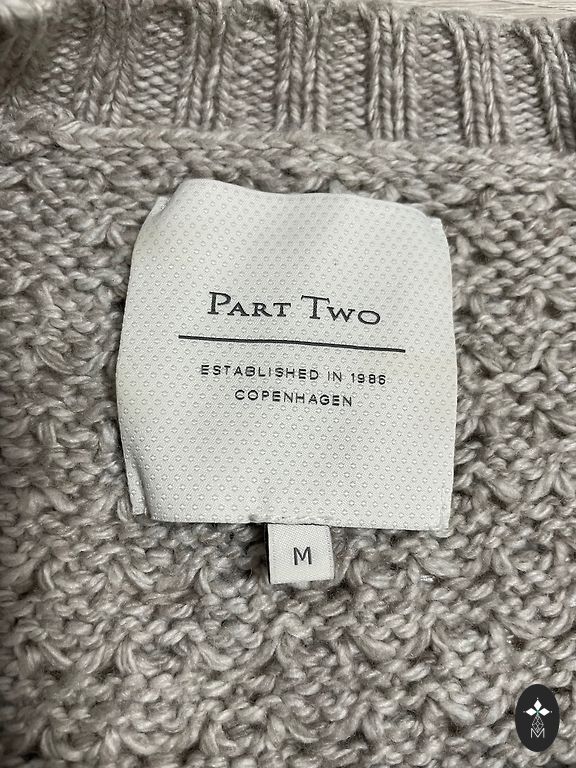 PART TWO
ESTABLISHED IN 1986
COPENHAGEN
M